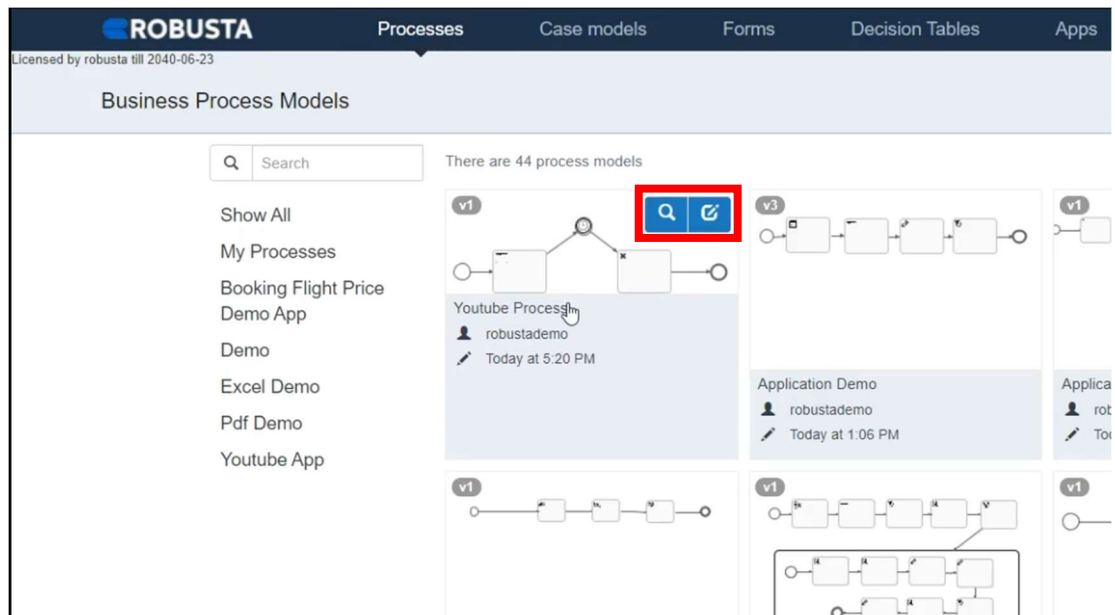 ROBUSTA
Processes
Case models
Forms
Decision Tables
Apps
Licensed by robusta till 2040-06-23
Business Process Models
Search
There are 44 process models
Show All
My Processes
Booking Flight Price
Demo App
Demo
Excel Demo
Pdf Demo
Youtube App
v1
Youtube Process
robustademo
Today at 5:20 PM
v3
Application Demo
robustademo
Today at 1:06 PM
v1
Applica
rob
v1
v1
v1